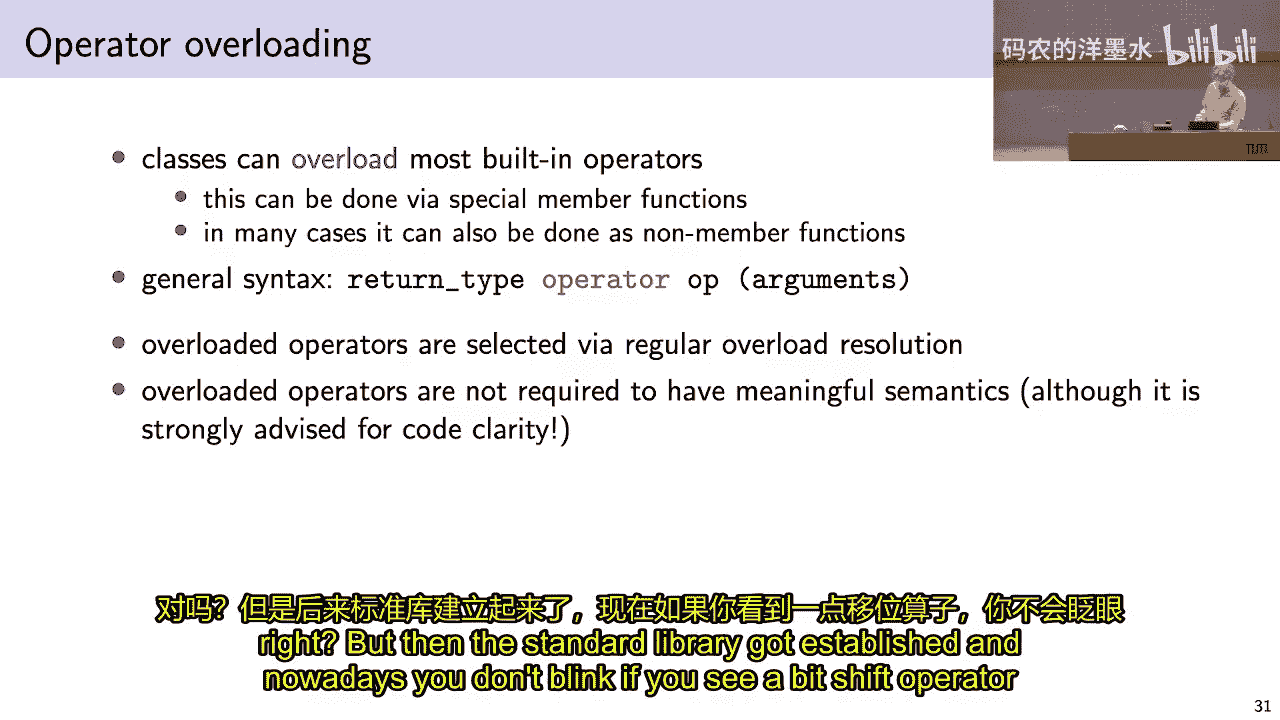 Operator overloading
码农的洋墨水 bilibili
TUM
classes can overload most built-in operators
this can be done via special member functions
in many cases it can also be done as non-member functions
general syntax: return_type operator op (arguments)
overloaded operators are selected via regular overload resolution
overloaded operators are not required to have meaningful semantics (although it is
strongly advised for code clarity!)
对吗？但是后来标准库建立起来了，现在如果你看到一点移位算子，你不会眨眼
right? But then the standard library got established and
nowadays you don't blink if you see a bit shift operator
31